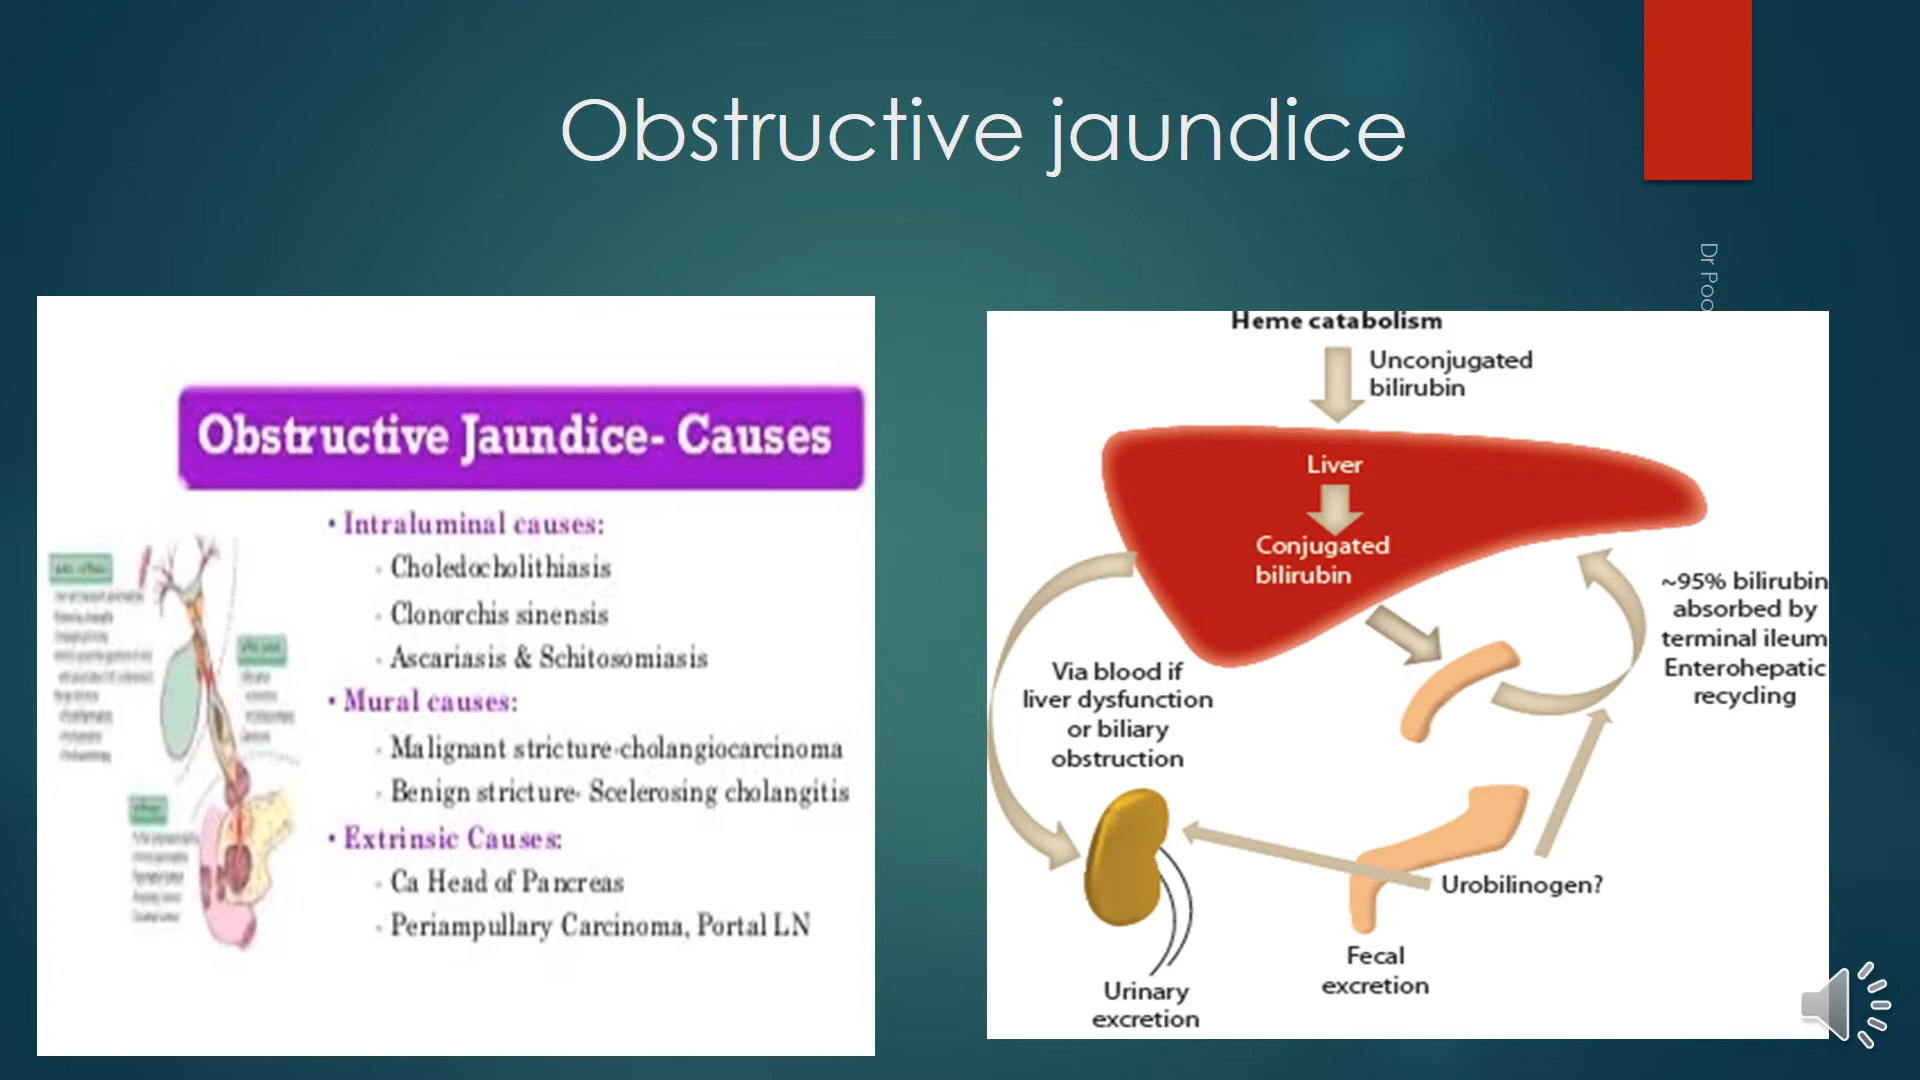 Obstructive jaundice
Dr Poo
Obstructive Jaundice- Causes
• Intraluminal causes:
- Choledocholithiasis
- Clonorchis sinensis
- Ascariasis & Schitosomiasis
• Mural causes:
- Malignant stricture-cholangiocarcinoma
- Benign stricture- Scelerosing cholangitis
• Extrinsic Causes:
- Ca Head of Pancreas
- Periampullary Carcinoma, Portal LN
Heme catabolism
Unconjugated
bilirubin
Liver
Conjugated
bilirubin
~95% bilirubin
absorbed by
terminal ileum
Enterohepatic
recycling
Via blood if
liver dysfunction
or biliary
obstruction
Urobilinogen?
Fecal
excretion
Urinary
excretion